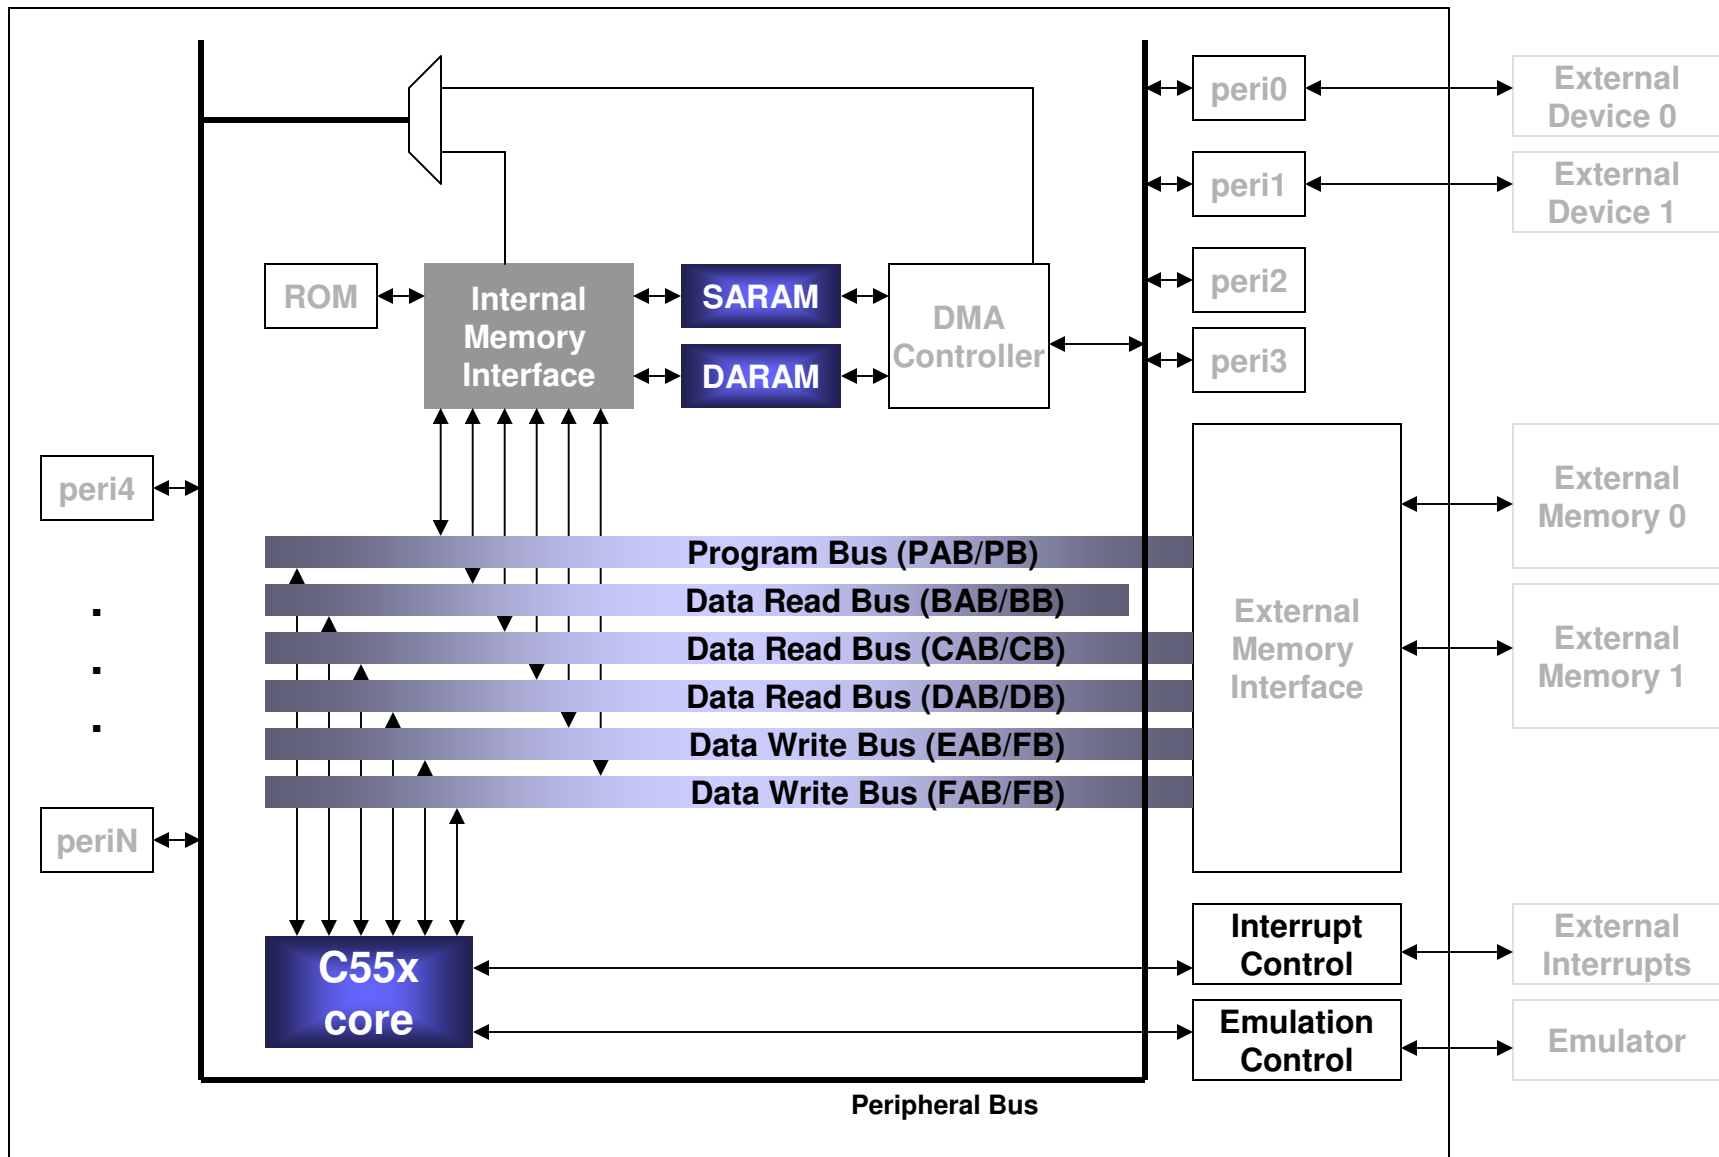 peri0
External
Device 0
peri1
External
Device 1
ROM
Internal
Memory
Interface
SARAM
DARAM
DMA
Controller
peri2
peri3
peri4
External
Memory 0
Program Bus (PAB/PB)
Data Read Bus (BAB/BB)
Data Read Bus (CAB/CB)
Data Read Bus (DAB/DB)
Data Write Bus (EAB/FB)
Data Write Bus (FAB/FB)
External
Memory
Interface
External
Memory 1
.
.
.
periN
C55x
core
Interrupt
Control
External
Interrupts
Emulation
Control
Emulator
Peripheral Bus